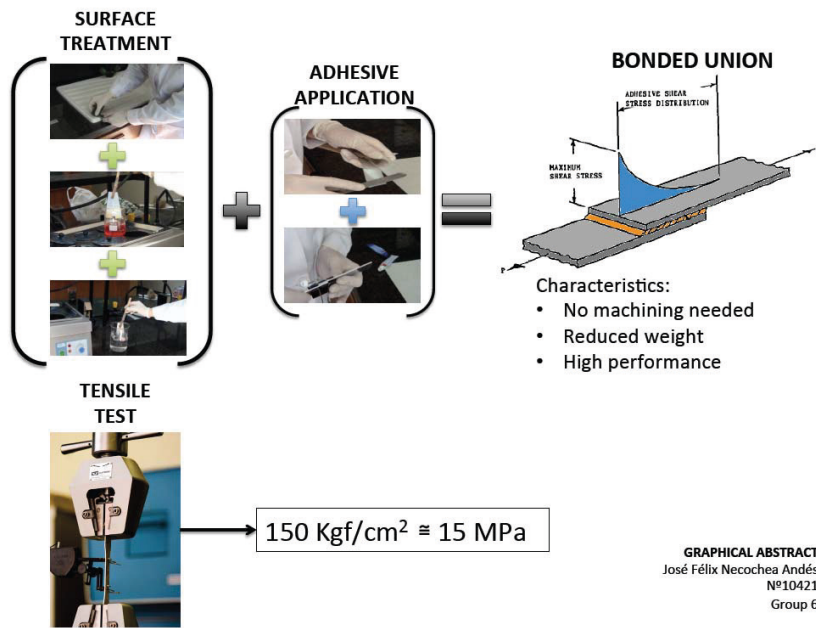 SURFACE
TREATMENT
ADHESIVE
APPLICATION
BONDED UNION
ADHESIVE SHEAR
STRESS DISTRIBUTION
MAXIMUM
SHEAR STRESS
P
Characteristics:
• No machining needed
• Reduced weight
• High performance
TENSILE
TEST
150 Kgf/cm² ≅ 15 MPa
GRAPHICAL ABSTRACT
José Félix Necochea Andés
Nº10421
Group 6